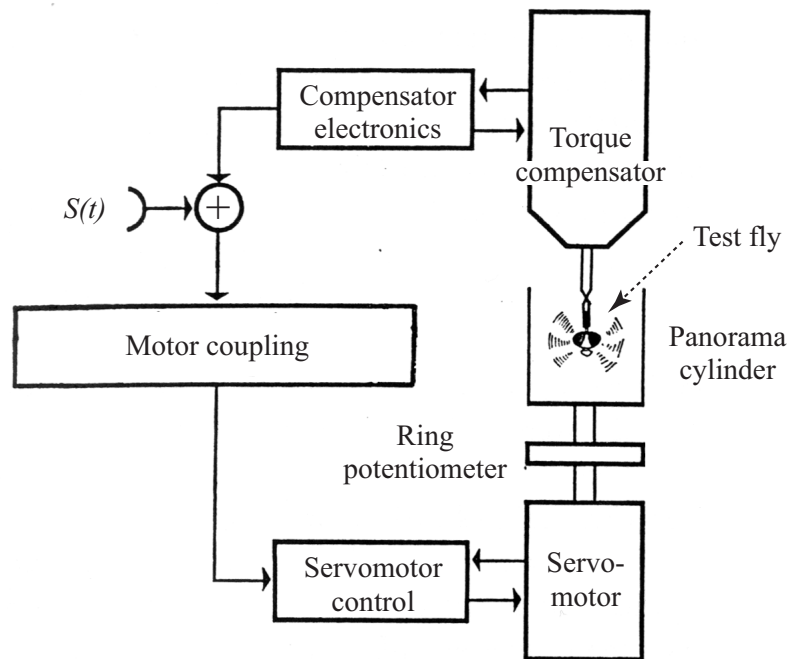 Compensator
electronics
Torque
compensator
S(t)
+
Test fly
Motor coupling
Panorama
cylinder
Ring
potentiometer
Servomotor
control
Servo-
motor